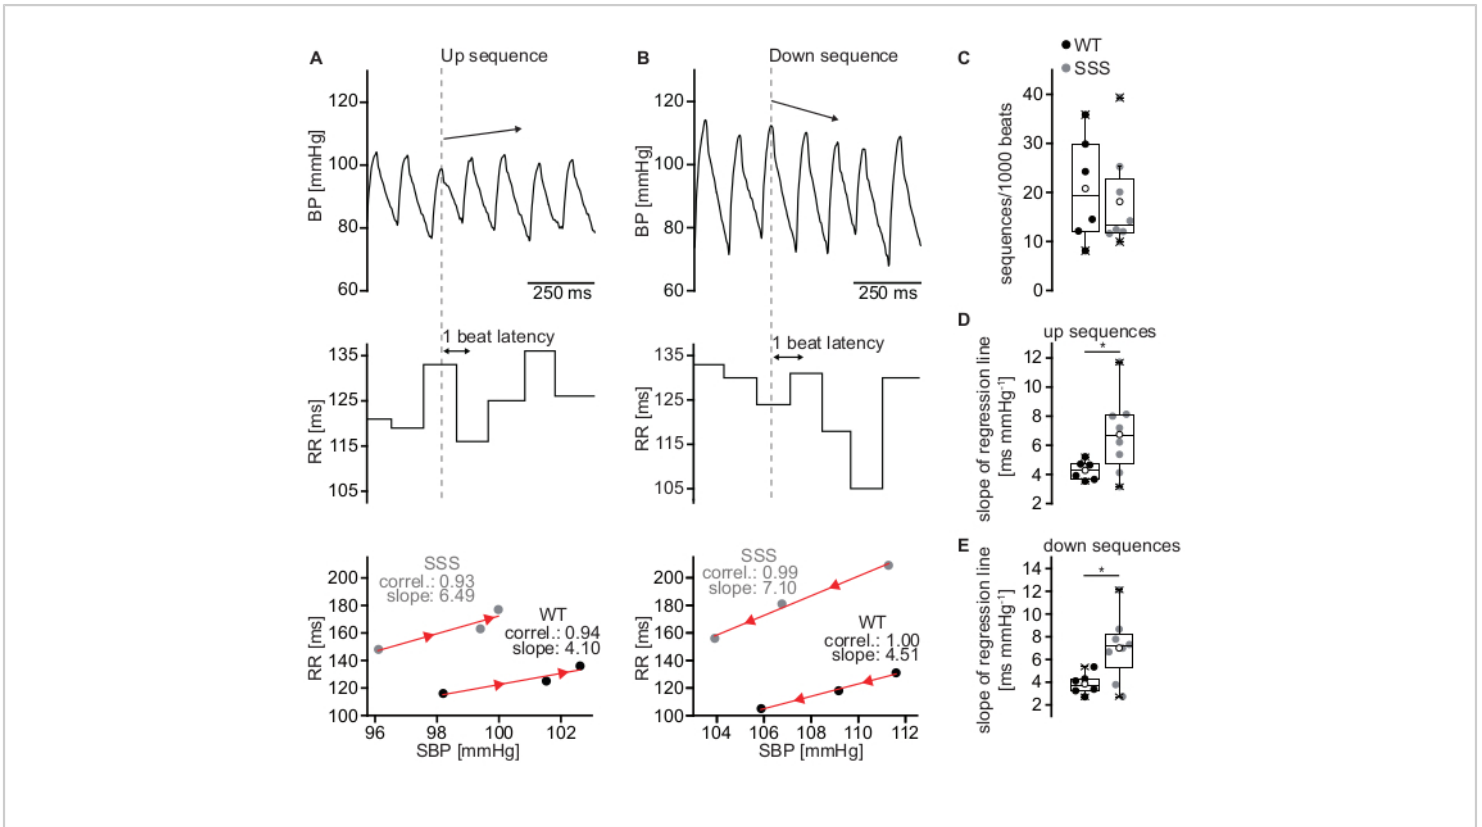 A
Up sequence
BP [mmHg]
120
100
80
60
250 ms
1 beat latency
RR [ms]
135
125
115
105
SSS
correl.: 0.93
slope: 6.49
WT
correl.: 0.94
slope: 4.10
RR [ms]
200
180
160
140
120
100
96 98 100 102
SBP [mmHg]
B
Down sequence
BP [mmHg]
120
100
80
60
250 ms
1 beat latency
RR [ms]
135
125
115
105
SSS
correl.: 0.99
slope: 7.10
WT
correl.: 1.00
slope: 4.51
RR [ms]
200
180
160
140
120
100
104 106 108 110 112
SBP [mmHg]
C
WT
SSS
sequences/1000 beats
40
30
20
10
0
D
up sequences
*
slope of regression line
[ms mmHg⁻¹]
12
10
8
6
4
2
E
down sequences
*
slope of regression line
[ms mmHg⁻¹]
14
12
10
8
6
4
2